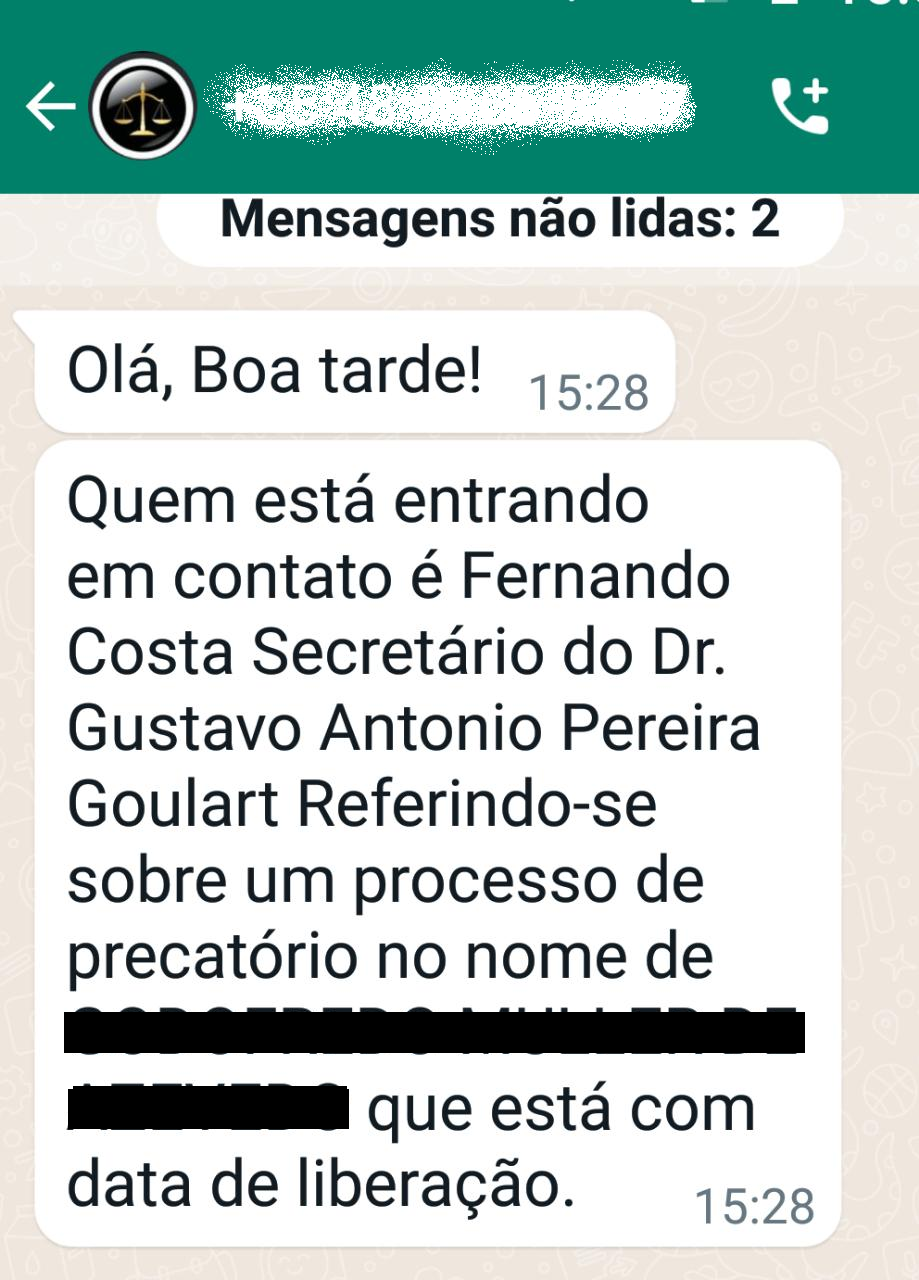 Mensagens não lidas: 2
Olá, Boa tarde!
15:28
Quem está entrando
em contato é Fernando
Costa Secretário do Dr.
Gustavo Antonio Pereira
Goulart Referindo-se
sobre um processo de
precatório no nome de
que está com
data de liberação.
15:28